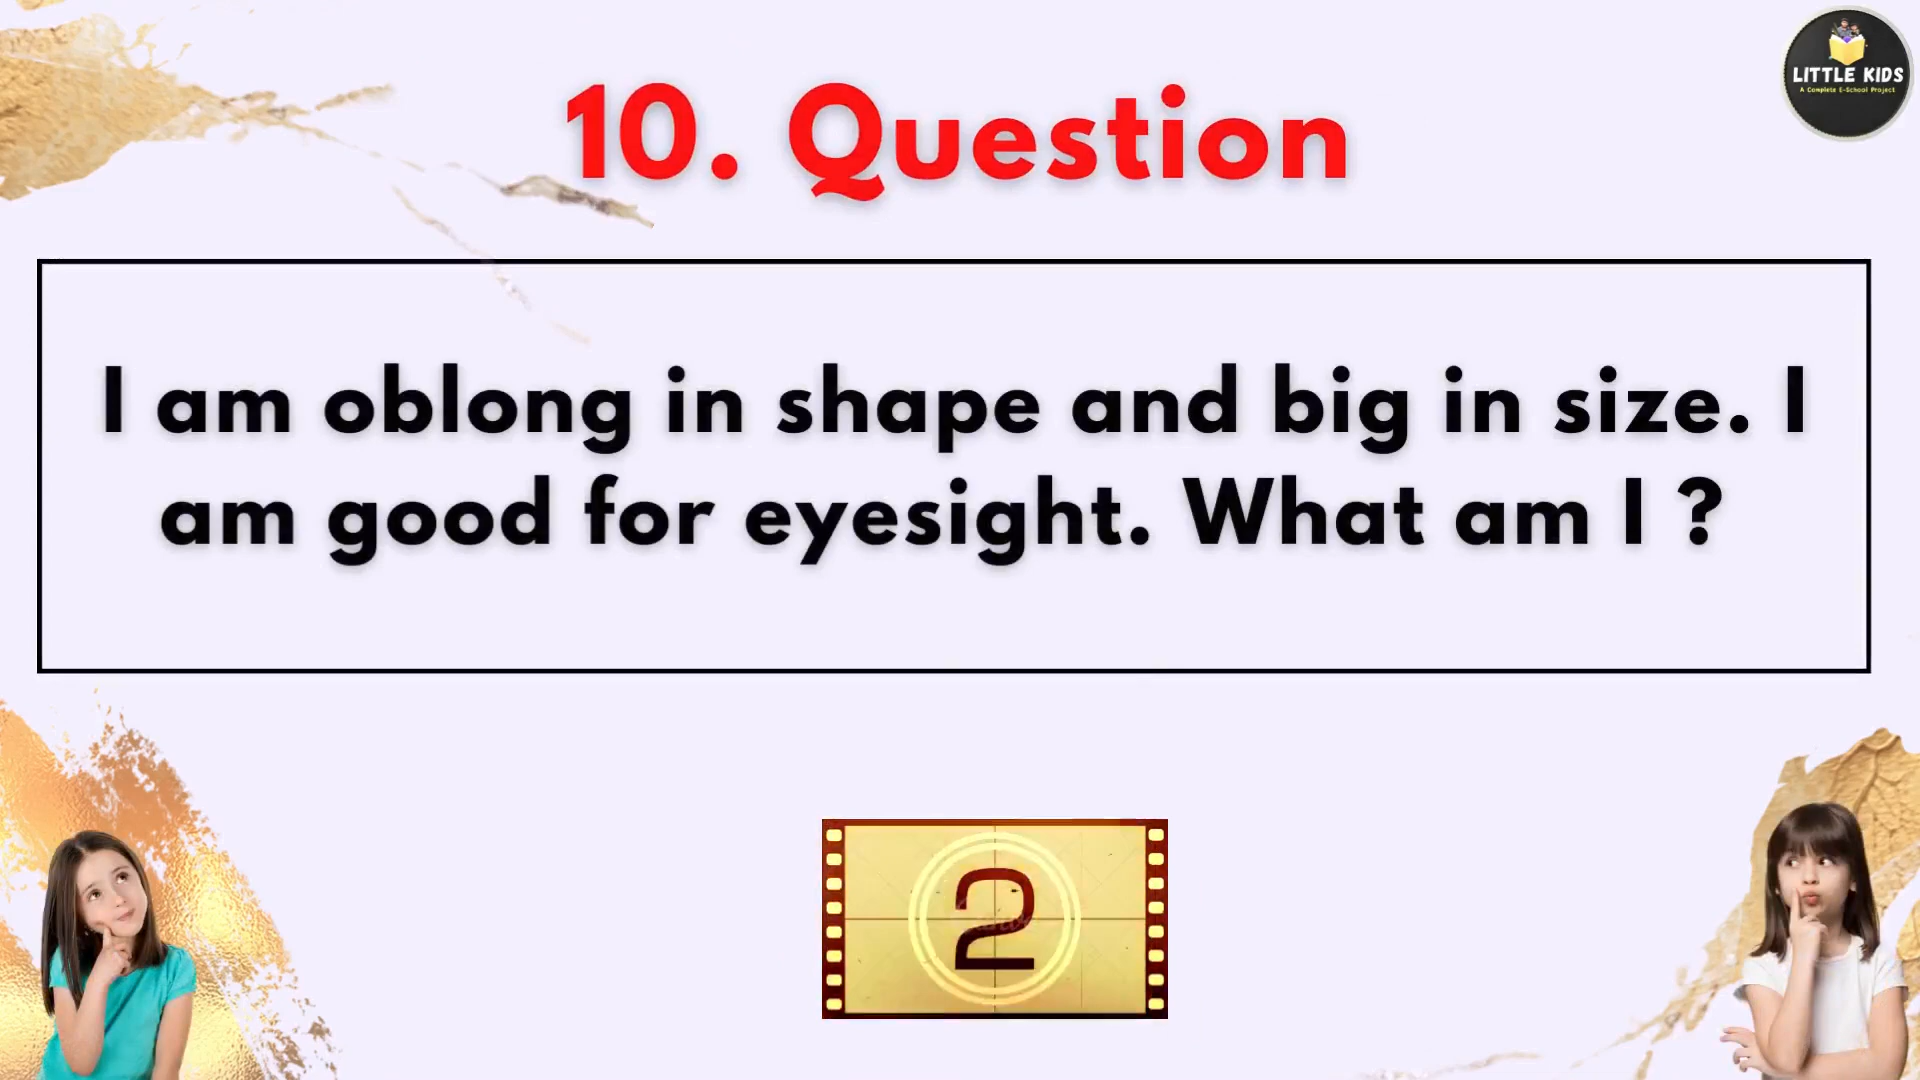 LITTLE KIDS
A Complete E-School Project
10. Question
I am oblong in shape and big in size. I
am good for eyesight. What am I ?
2